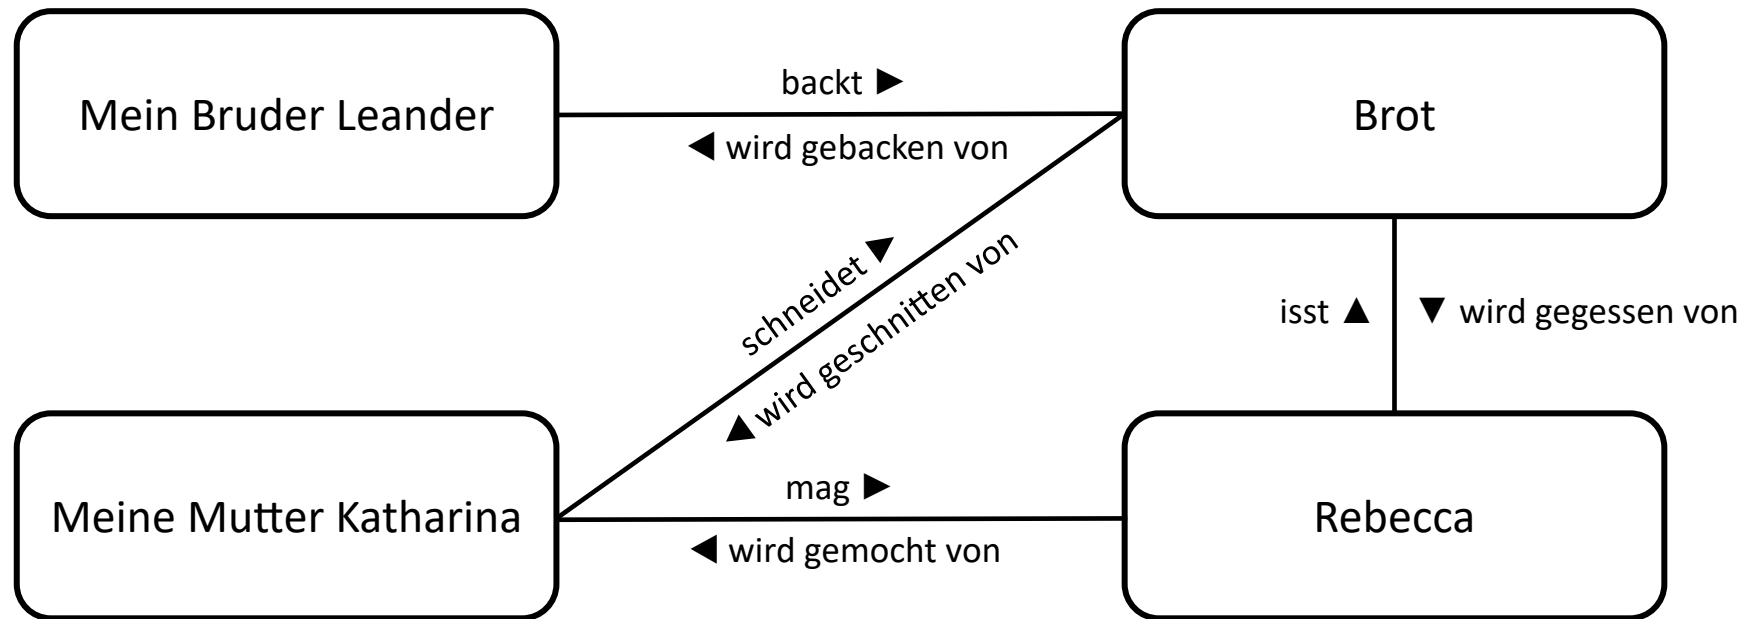 Mein Bruder Leander
backt ►
◄ wird gebacken von
Brot
schneidet ►
◄ wird geschnitten von
isst ▲
▼ wird gegessen von
Meine Mutter Katharina
mag ►
◄ wird gemocht von
Rebecca